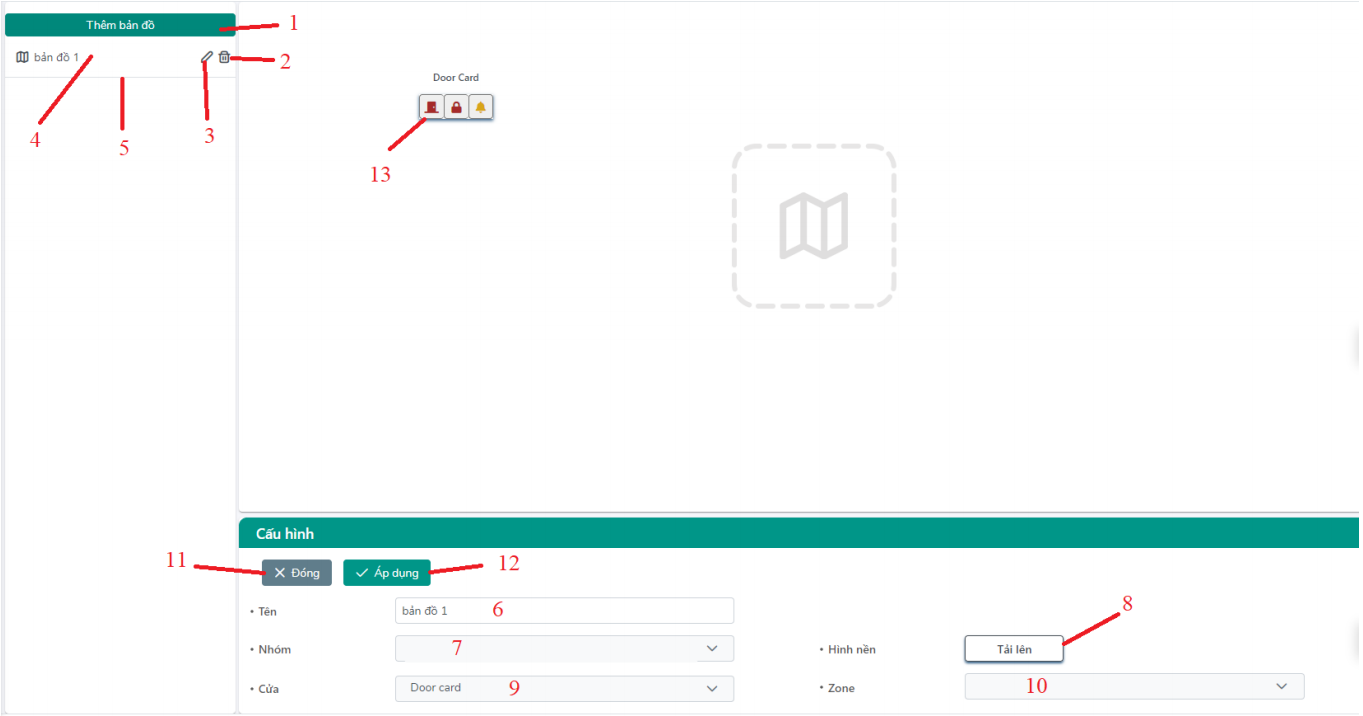 Thêm bản đồ
1
bản đồ 1
2
3
4
5
Door Card
13
Cấu hình
11
Đóng
Áp dụng
12
• Tên
bản đồ 1
6
8
• Nhóm
7
• Hình nền
Tải lên
• Cửa
Door card
9
• Zone
10